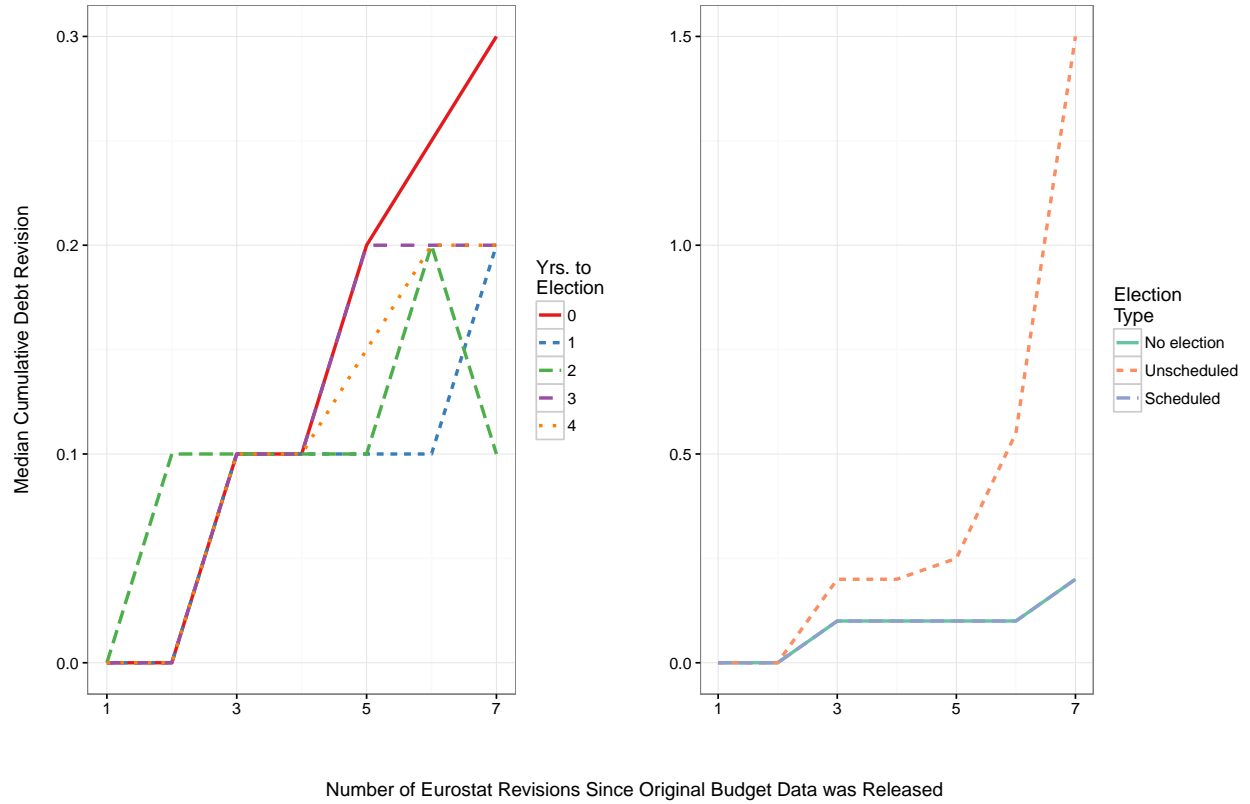 Median Cumulative Debt Revision
0.3
0.2
0.1
0.0
1 3 5 7
Yrs. to
Election
0
1
2
3
4
1.5
1.0
0.5
0.0
1 3 5 7
Election
Type
No election
Unscheduled
Scheduled
Number of Eurostat Revisions Since Original Budget Data was Released